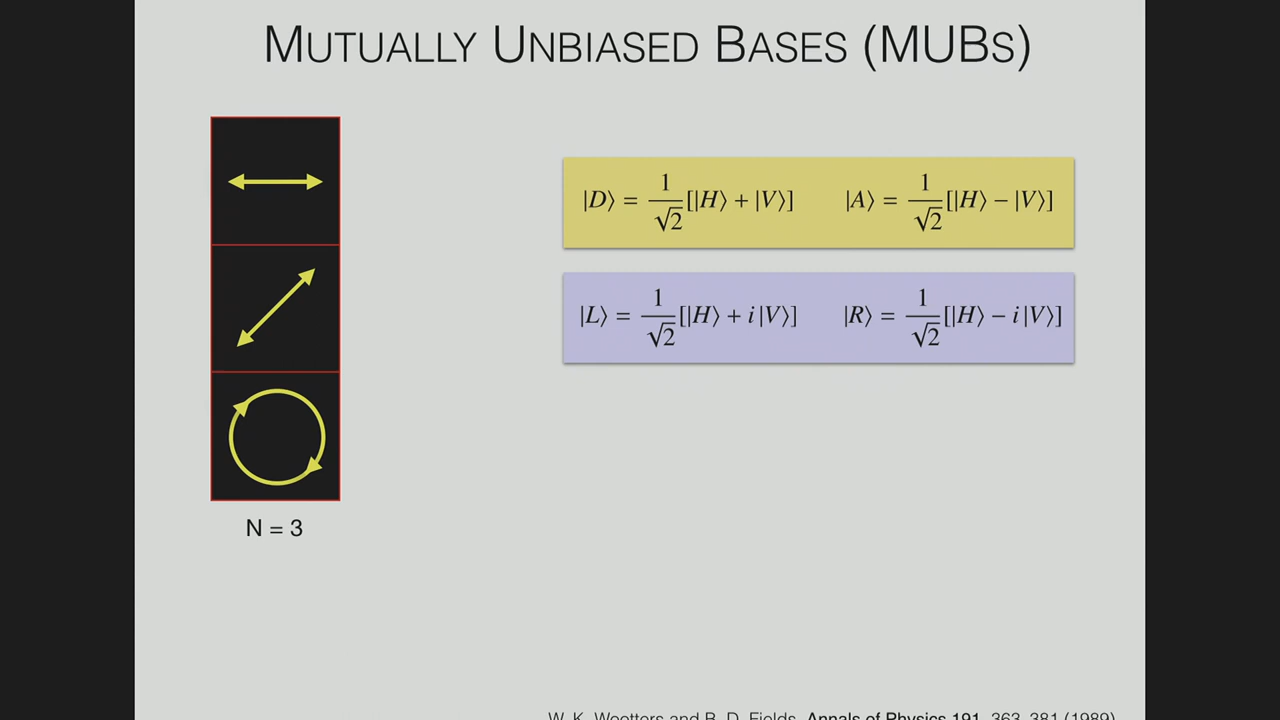 MUTUALLY UNBIASED BASES (MUBS)
|D⟩ = 1/√2 [|H⟩ + |V⟩] |A⟩ = 1/√2 [|H⟩ − |V⟩]
|L⟩ = 1/√2 [|H⟩ + i|V⟩] |R⟩ = 1/√2 [|H⟩ − i|V⟩]
N = 3
W. K. Wootters and B. D. Fields, Annals of Physics 191, 363-381 (1989)